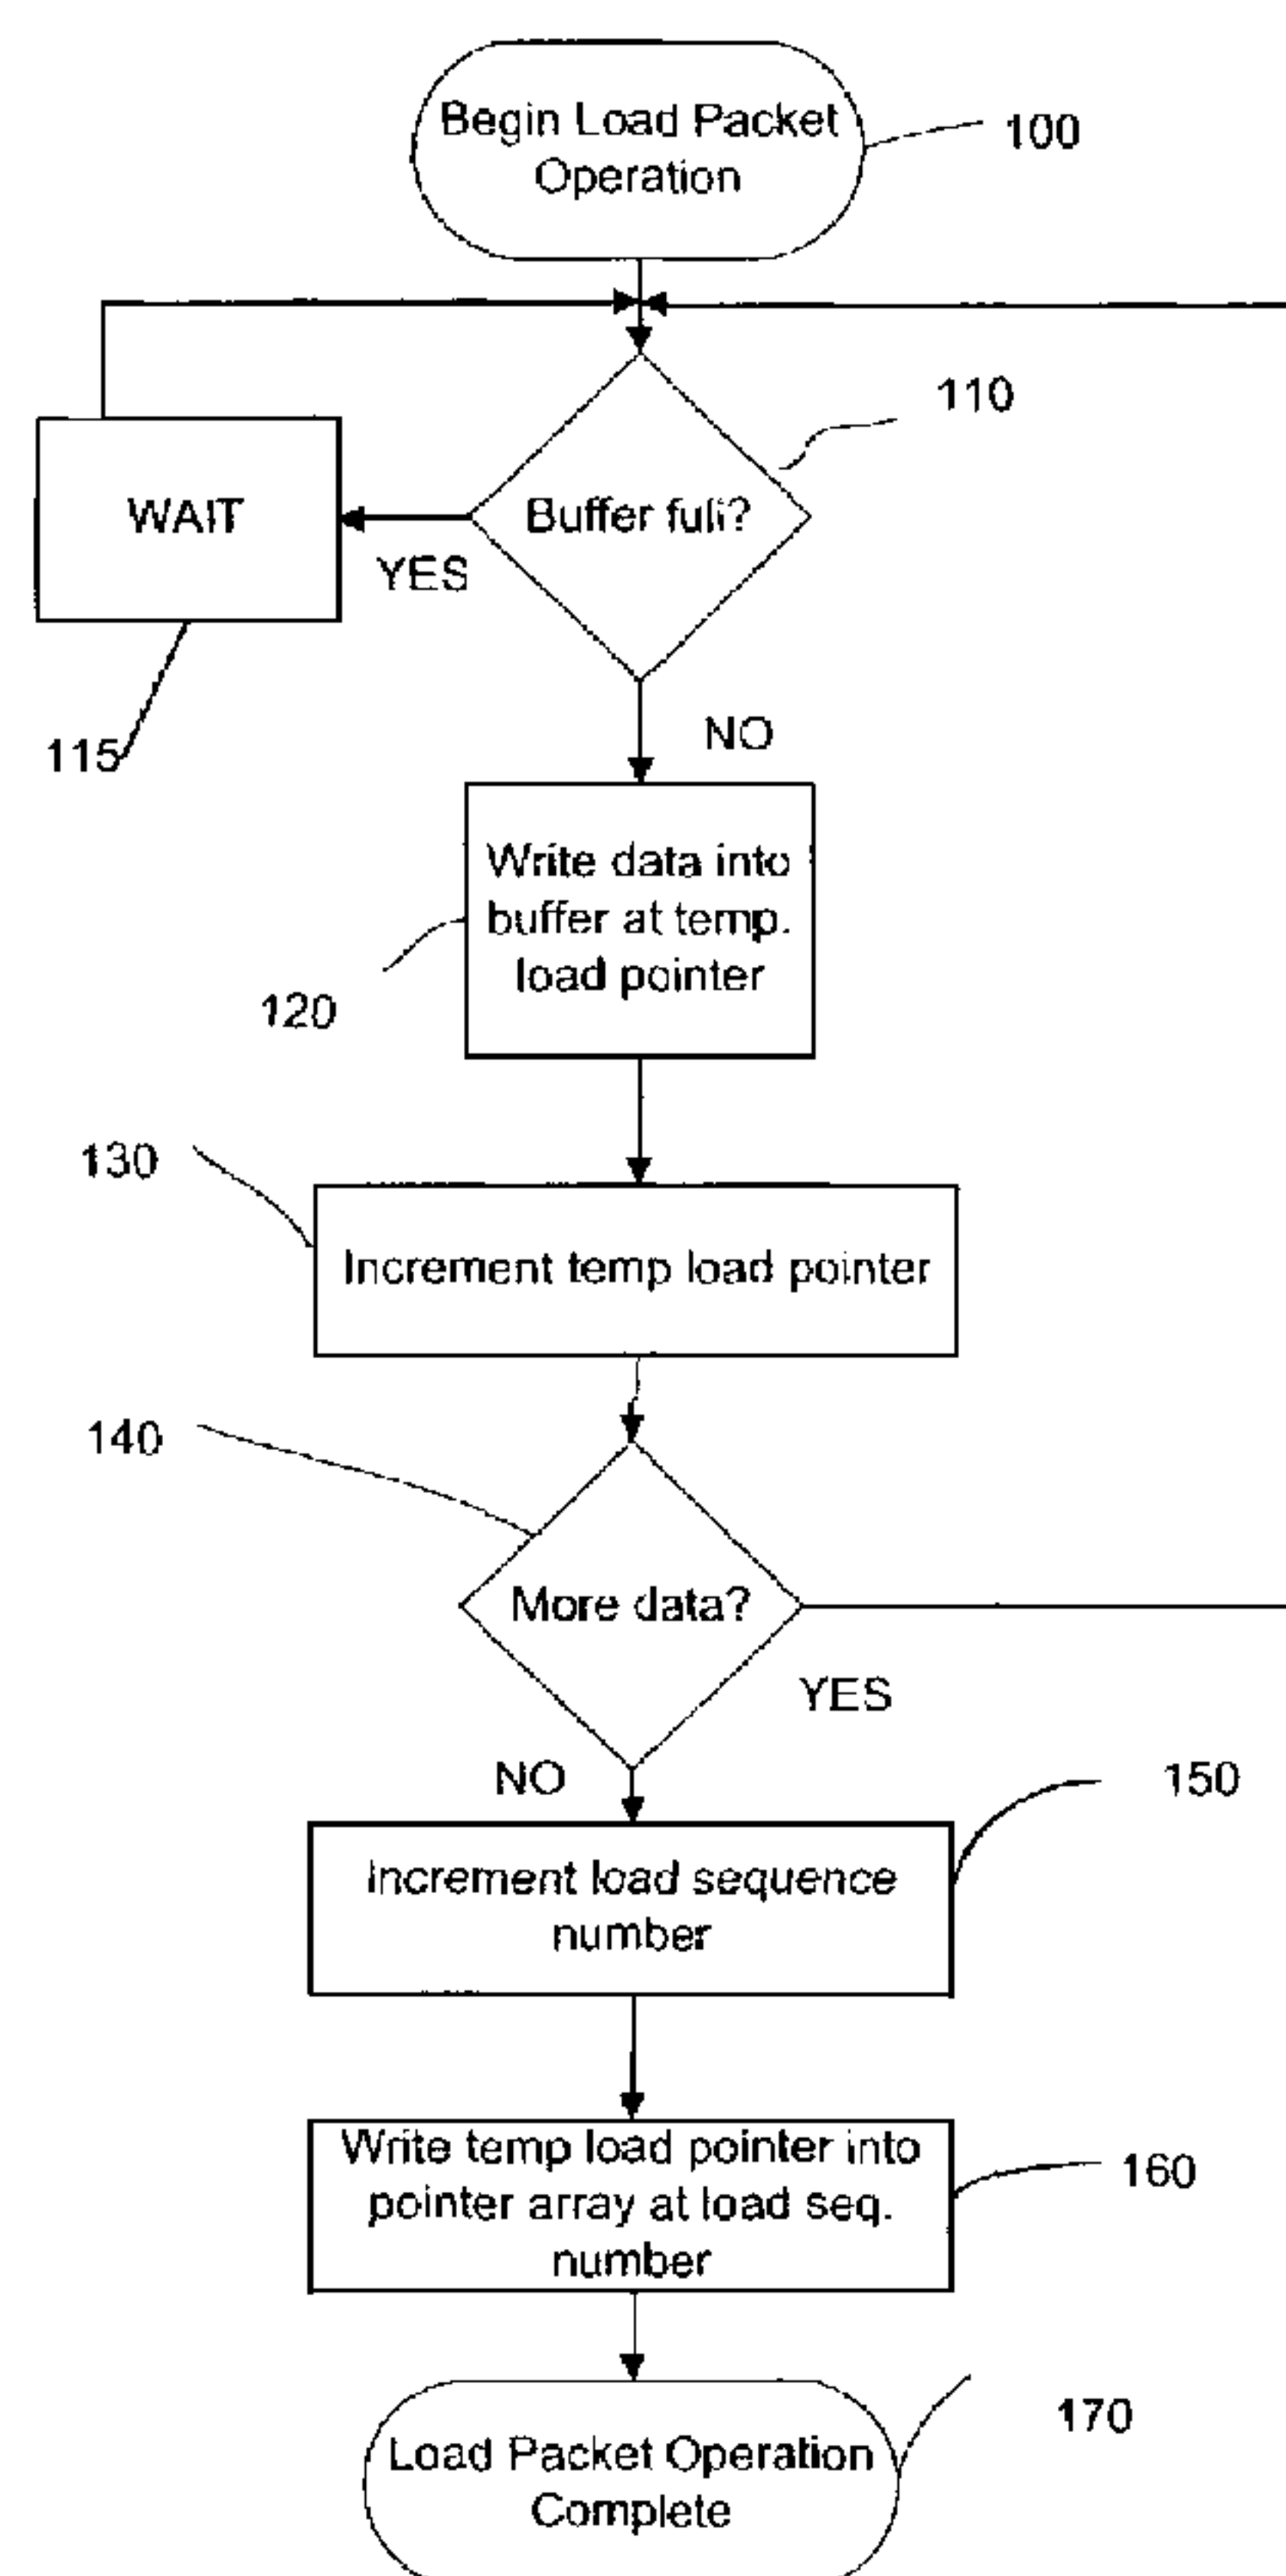 Begin Load Packet
Operation
100
110
Buffer full?
WAIT
YES
115
NO
Write data into
buffer at temp.
load pointer
120
130
Increment temp load pointer
140
More data?
YES
NO
150
Increment load sequence
number
Write temp load pointer into
pointer array at load seq.
number
160
170
Load Packet Operation
Complete